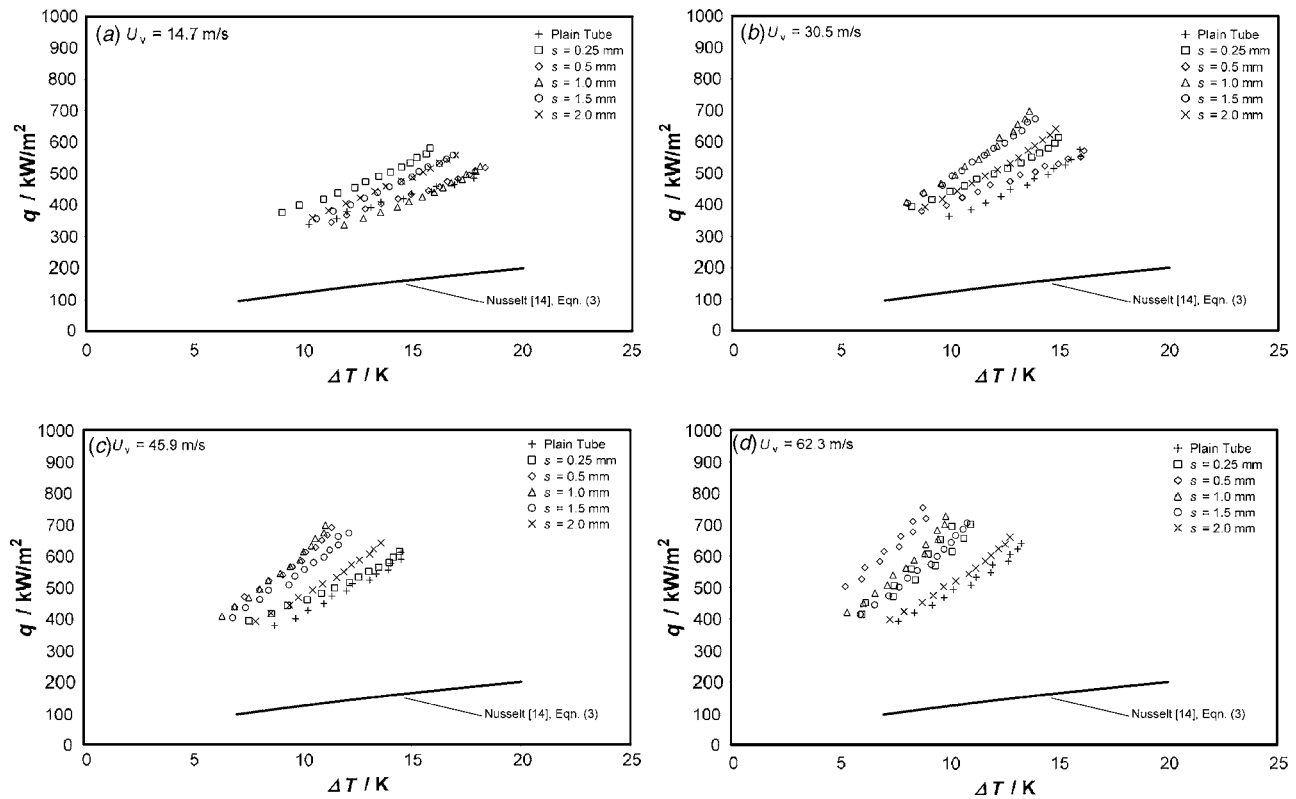 (a) Uv = 14.7 m/s
1000
900
800
700
600
500
400
300
200
100
0
q / kW/m²
Plain Tube
s = 0.25 mm
s = 0.5 mm
s = 1.0 mm
s = 1.5 mm
s = 2.0 mm
Nusselt [14], Eqn. (3)
0 5 10 15 20 25
ΔT / K
(b) Uv = 30.5 m/s
1000
900
800
700
600
500
400
300
200
100
0
q / kW/m²
Plain Tube
s = 0.25 mm
s = 0.5 mm
s = 1.0 mm
s = 1.5 mm
s = 2.0 mm
Nusselt [14], Eqn. (3)
0 5 10 15 20 25
ΔT / K
(c) Uv = 45.9 m/s
1000
900
800
700
600
500
400
300
200
100
0
q / kW/m²
Plain Tube
s = 0.25 mm
s = 0.5 mm
s = 1.0 mm
s = 1.5 mm
s = 2.0 mm
Nusselt [14], Eqn. (3)
0 5 10 15 20 25
ΔT / K
(d) Uv = 62.3 m/s
1000
900
800
700
600
500
400
300
200
100
0
q / kW/m²
Plain Tube
s = 0.25 mm
s = 0.5 mm
s = 1.0 mm
s = 1.5 mm
s = 2.0 mm
Nusselt [14], Eqn. (3)
0 5 10 15 20 25
ΔT / K